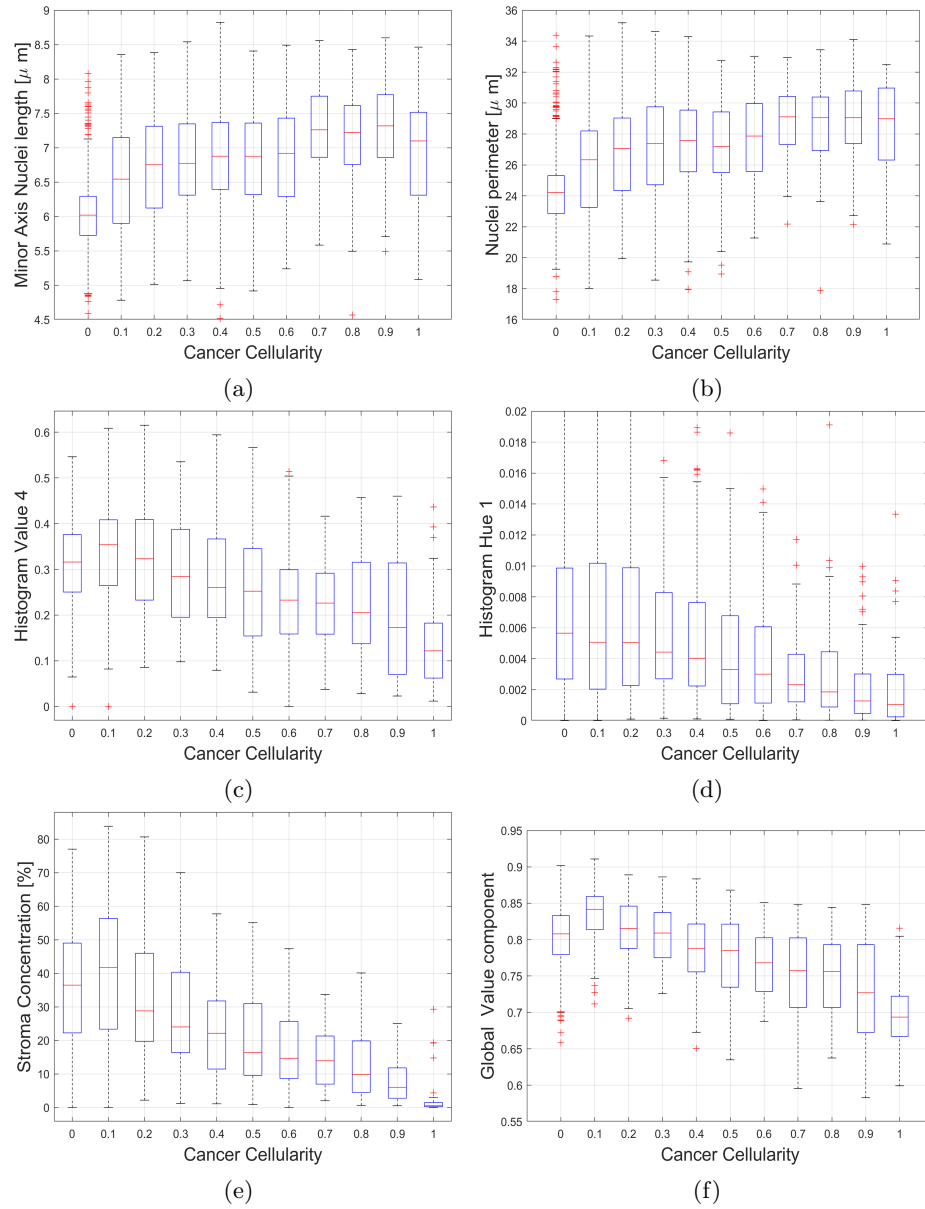 9
8.5
8
7.5
7
6.5
6
5.5
5
4.5
Minor Axis Nuclei length [μ m]
0 0.1 0.2 0.3 0.4 0.5 0.6 0.7 0.8 0.9 1
Cancer Cellularity
(a)
36
34
32
30
28
26
24
22
20
18
16
Nuclei perimeter [μ m]
0 0.1 0.2 0.3 0.4 0.5 0.6 0.7 0.8 0.9 1
Cancer Cellularity
(b)
0.6
0.5
0.4
0.3
0.2
0.1
0
Histogram Value 4
0 0.1 0.2 0.3 0.4 0.5 0.6 0.7 0.8 0.9 1
Cancer Cellularity
(c)
0.02
0.018
0.016
0.014
0.012
0.01
0.008
0.006
0.004
0.002
0
Histogram Hue 1
0 0.1 0.2 0.3 0.4 0.5 0.6 0.7 0.8 0.9 1
Cancer Cellularity
(d)
80
70
60
50
40
30
20
10
0
Stroma Concentration [%]
0 0.1 0.2 0.3 0.4 0.5 0.6 0.7 0.8 0.9 1
Cancer Cellularity
(e)
0.95
0.9
0.85
0.8
0.75
0.7
0.65
0.6
0.55
Global Value component
0 0.1 0.2 0.3 0.4 0.5 0.6 0.7 0.8 0.9 1
Cancer Cellularity
(f)